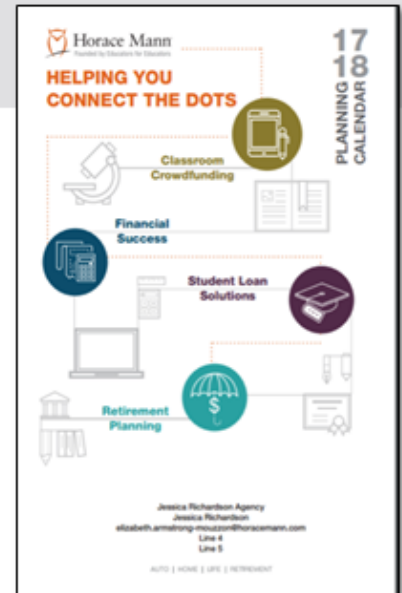 Horace Mann
Founded by Educators for Educators
HELPING YOU
CONNECT THE DOTS
17
18
PLANNING
CALENDAR
Classroom
Crowdfunding
Financial
Success
Student Loan
Solutions
$
Retirement
Planning
Jessica Richardson Agency
Jessica Richardson
elizabeth.armstrong-mouzzon@horacemann.com
Line 4
Line 5
AUTO | HOME | LIFE | RETIREMENT